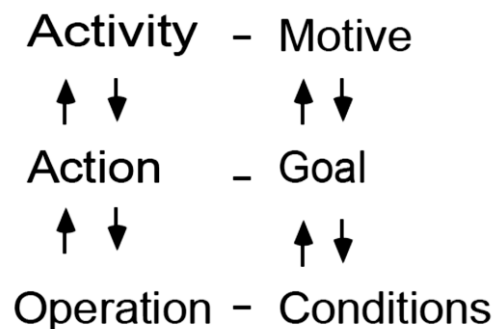 Activity – Motive
Action – Goal
Operation – Conditions